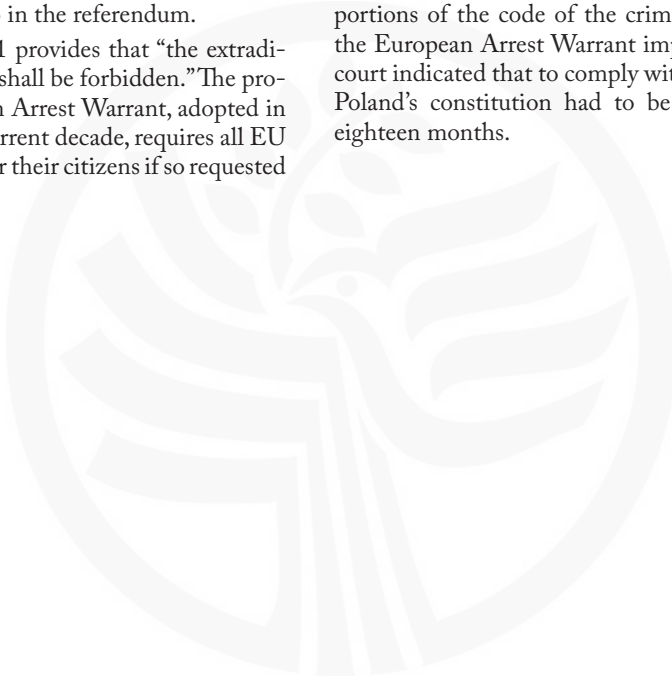 in the referendum.
1 provides that “the extradi-
shall be forbidden.” The pro-
Arrest Warrant, adopted in
rrent decade, requires all EU
r their citizens if so requested
portions of the code of the crim
the European Arrest Warrant imp
court indicated that to comply wit
Poland’s constitution had to be
eighteen months.